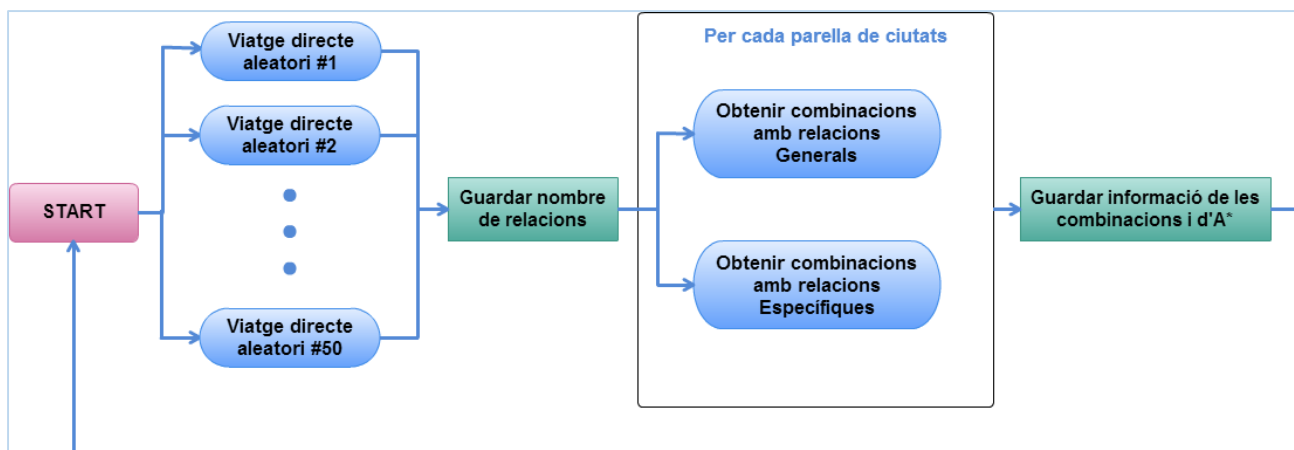 START
Viatge directe
aleatori #1
Viatge directe
aleatori #2
Viatge directe
aleatori #50
Guardar nombre
de relacions
Per cada parella de ciutats
Obtenir combinacions
amb relacions
Generals
Obtenir combinacions
amb relacions
Específiques
Guardar informació de les
combinacions i d'A*